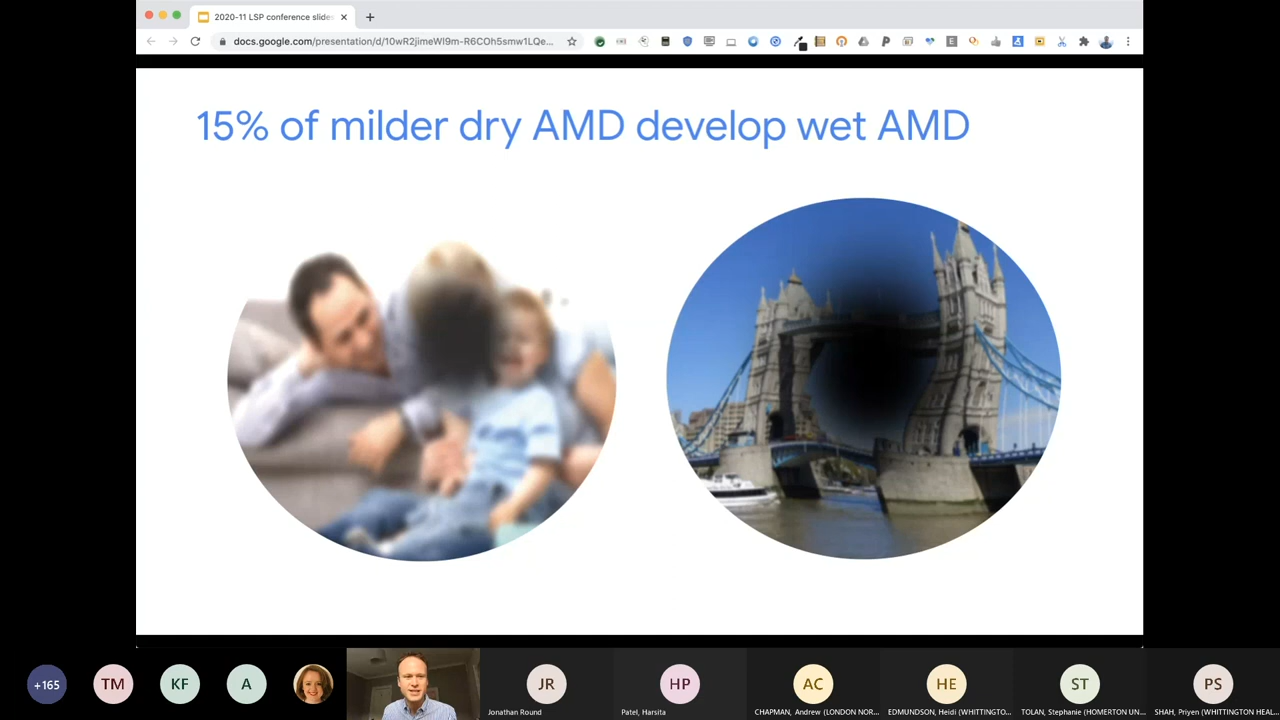 2020-11 LSP conference slides
docs.google.com/presentation/d/10wR2jimeWI9m-R6COh5smw1LQe...
15% of milder dry AMD develop wet AMD
+165
TM
KF
A
JR
HP
AC
HE
ST
PS
Jonathan Round
Patel, Harsita
CHAPMAN, Andrew (LONDON NOR...
EDMUNDSON, Heidi (WHITTINGTO...
TOLAN, Stephanie (HOMERTON UN...
SHAH, Priyen (WHITTINGTON HEAL...